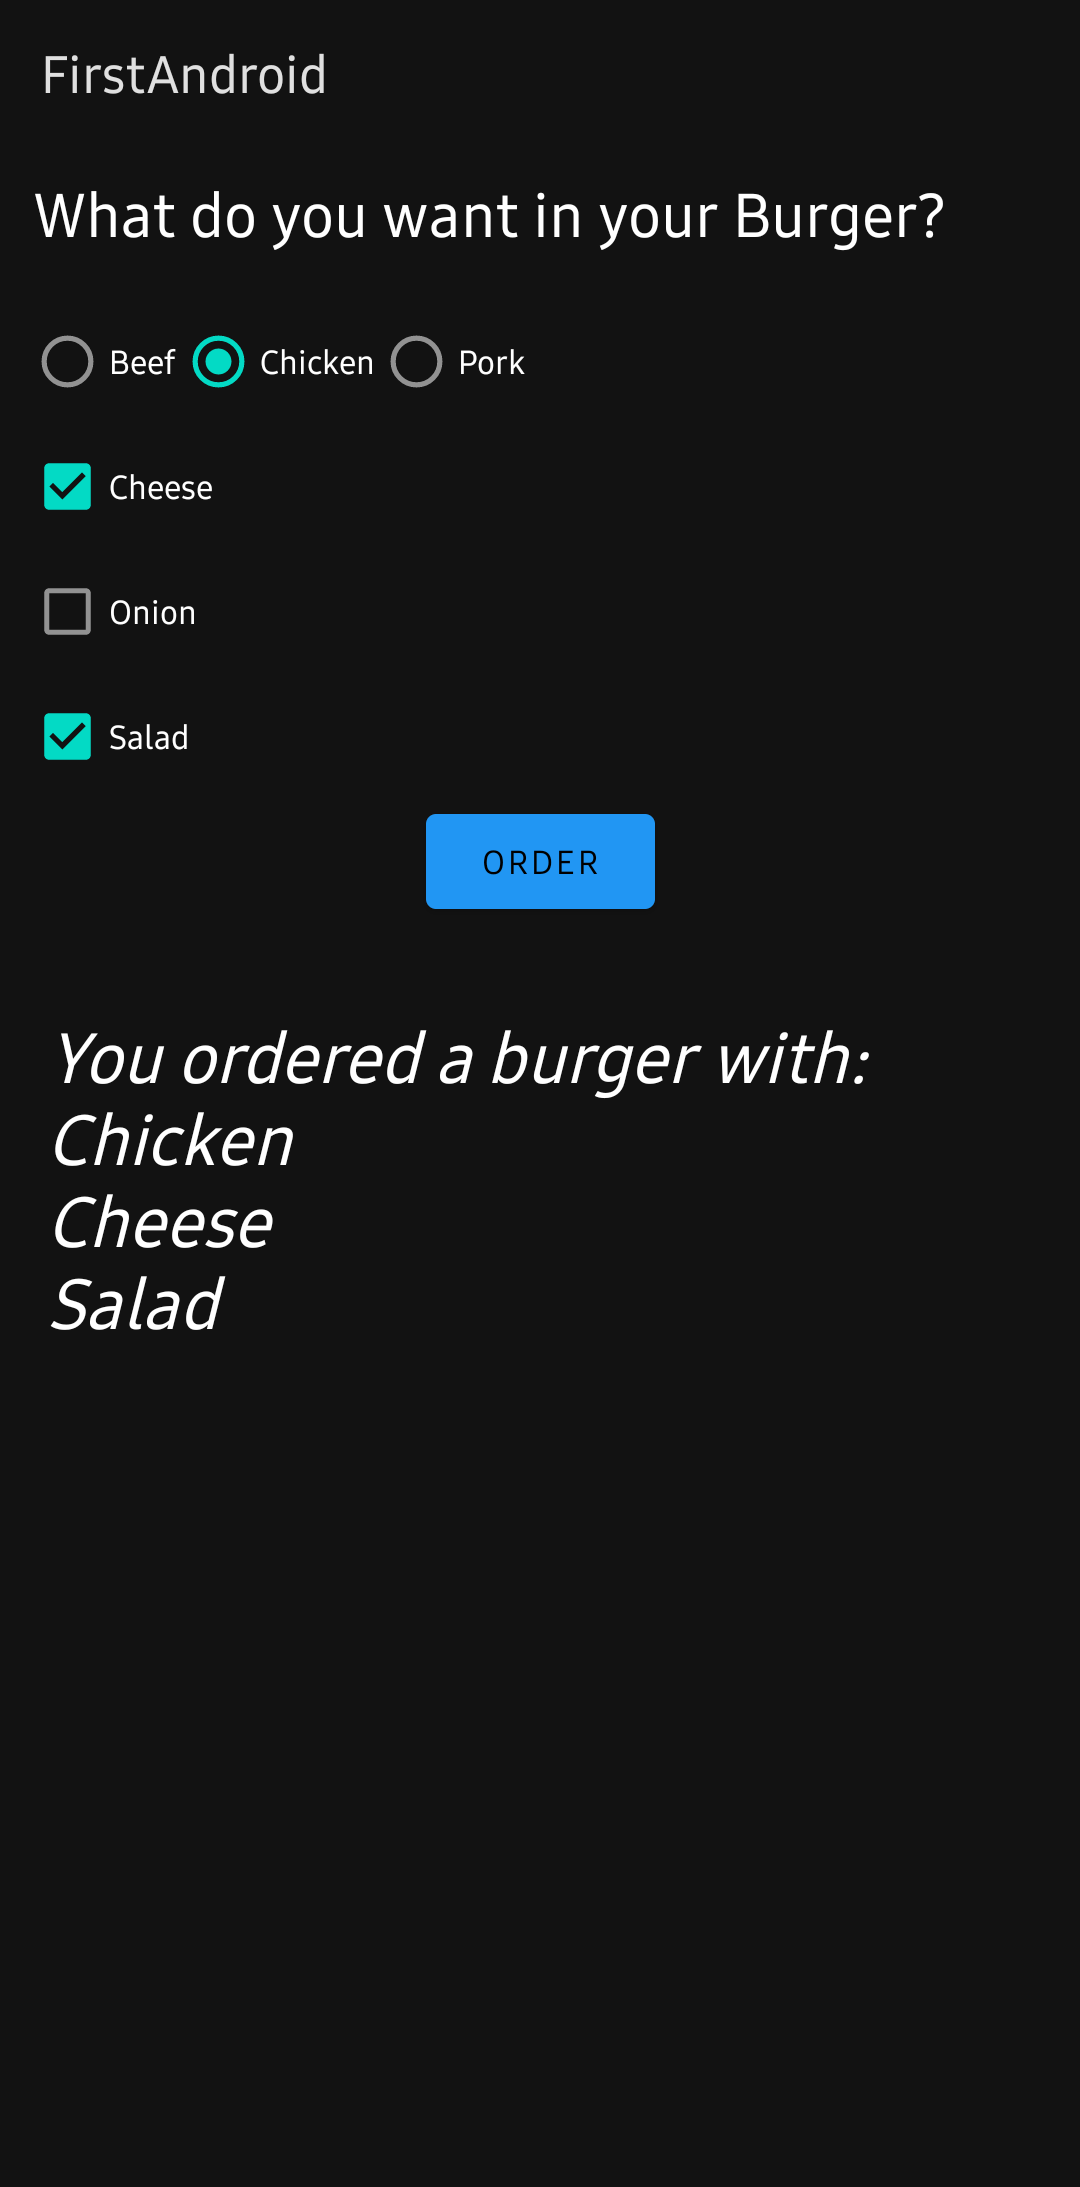 FirstAndroid
What do you want in your Burger?
Beef Chicken Pork
Cheese
Onion
Salad
ORDER
You ordered a burger with:
Chicken
Cheese
Salad